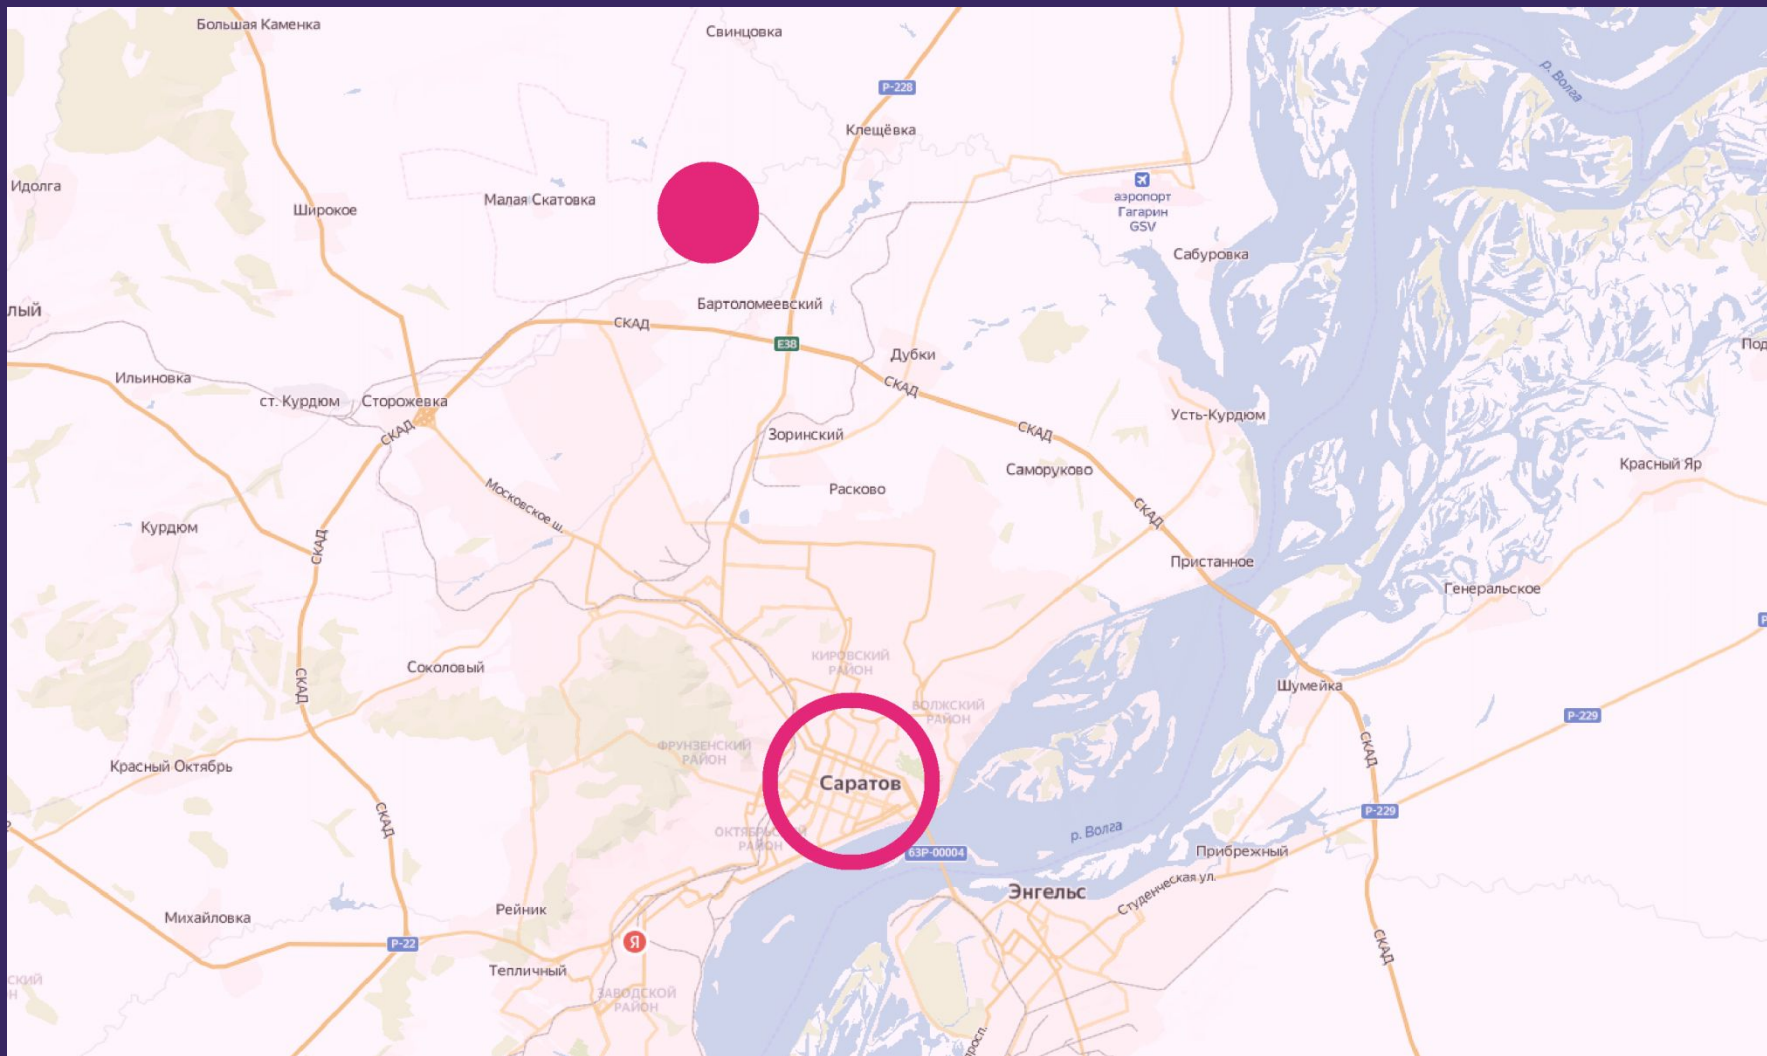 Большая Каменка
Свинцовка
р. Волга
Р-228
Клещёвка
Идолга
Широкое
Малая Скатовка
аэропорт
Гагарин
GSV
Сабуровка
лый
Бартоломеевский
СКАД
E38
Дубки
СКАД
Под
Ильиновка
ст. Курдюм
Сторожевка
СКАД
Усть-Курдюм
Зоринский
СКАД
Саморуково
Красный Яр
Расково
Московское ш.
СКАД
Курдюм
СКАД
Пристанное
Генеральское
КИРОВСКИЙ
РАЙОН
Соколовый
СКАД
Шумейка
ВОЛЖСКИЙ
РАЙОН
Р-229
ФРУНЗЕНСКИЙ
РАЙОН
СКАД
Красный Октябрь
Саратов
СКАД
Р-229
ОКТЯБРЬСКИЙ
РАЙОН
р. Волга
63Р-00004
Прибрежный
Энгельс
Студенческая ул.
Михайловка
Рейник
Р-22
Я
СКАД
Тепличный
СКИЙ
Н
ЗАВОДСКОЙ
РАЙОН
просп.